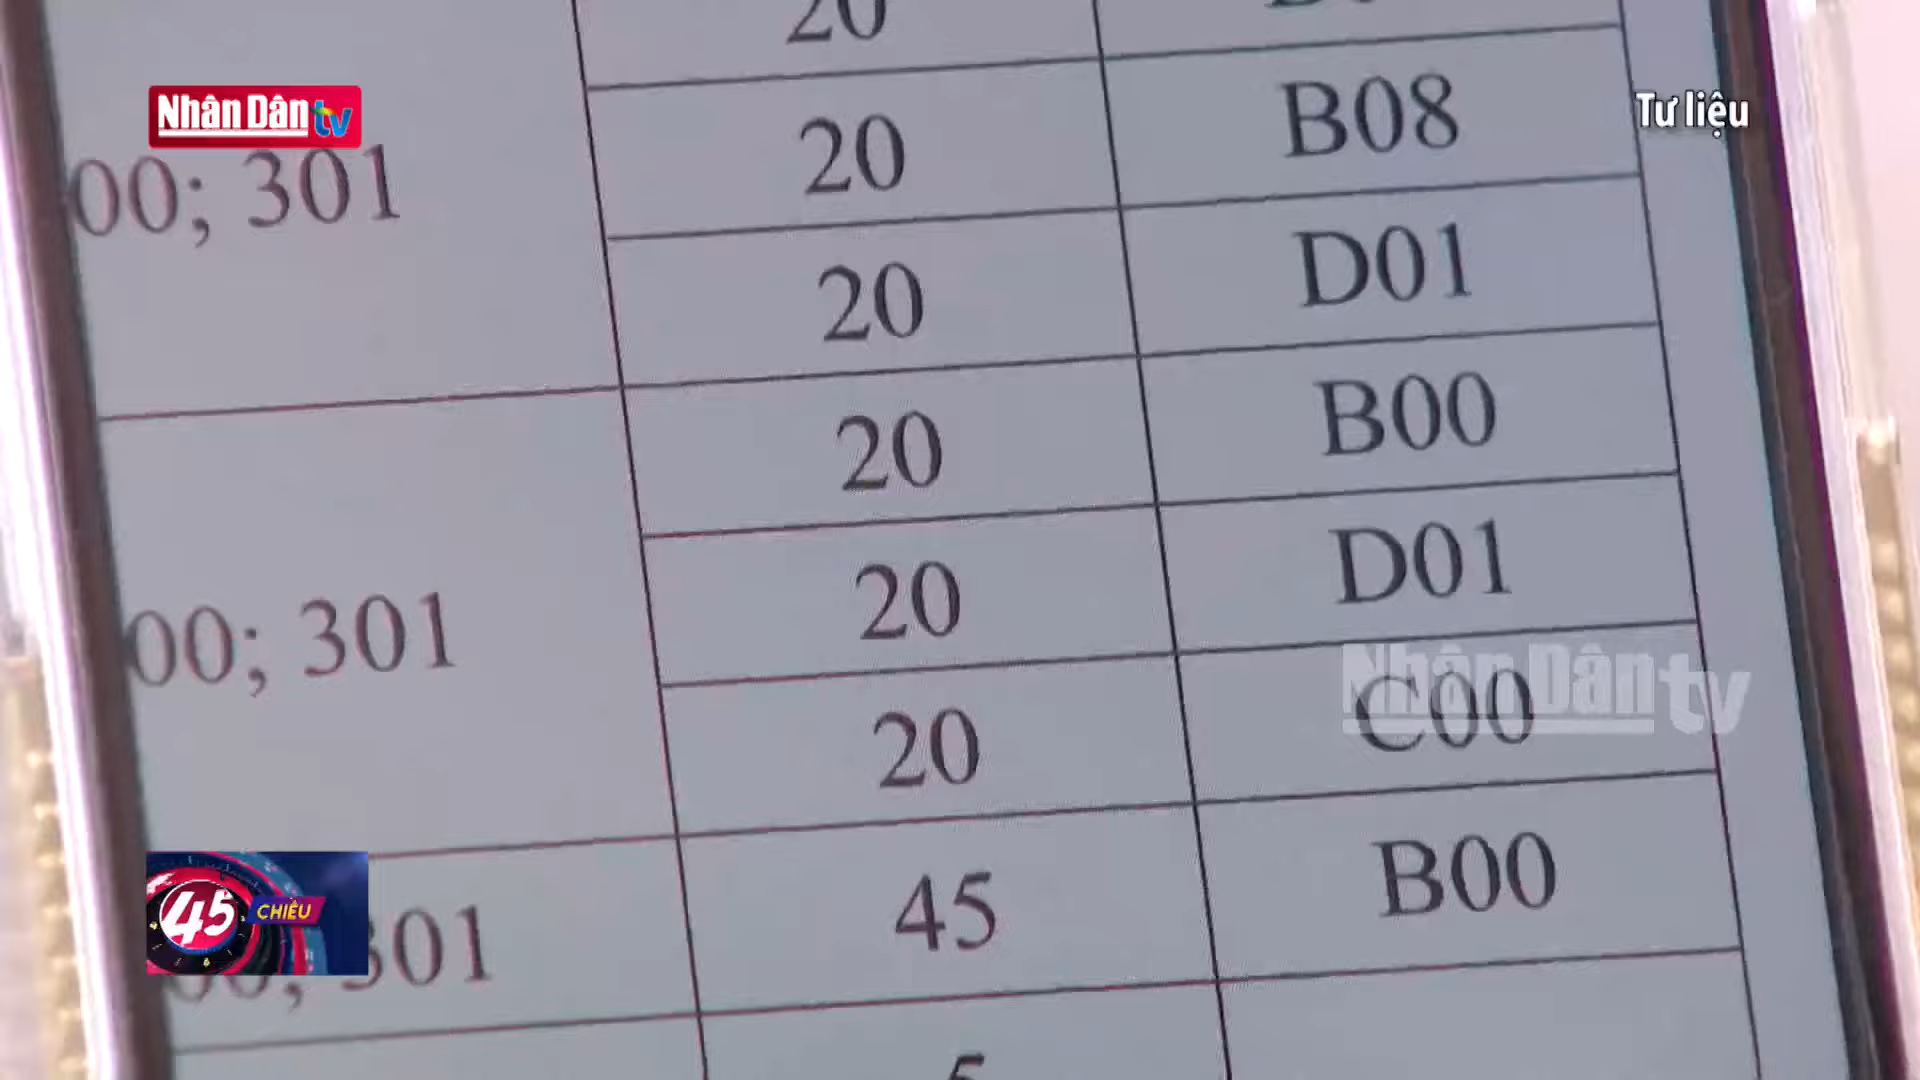 20
Nhân Dân tv
Tư liệu
20 B08
00; 301
20 D01
20 B00
20 D01
00; 301
Nhân Dân tv
20 C00
45 B00
45 CHIỀU
301
5